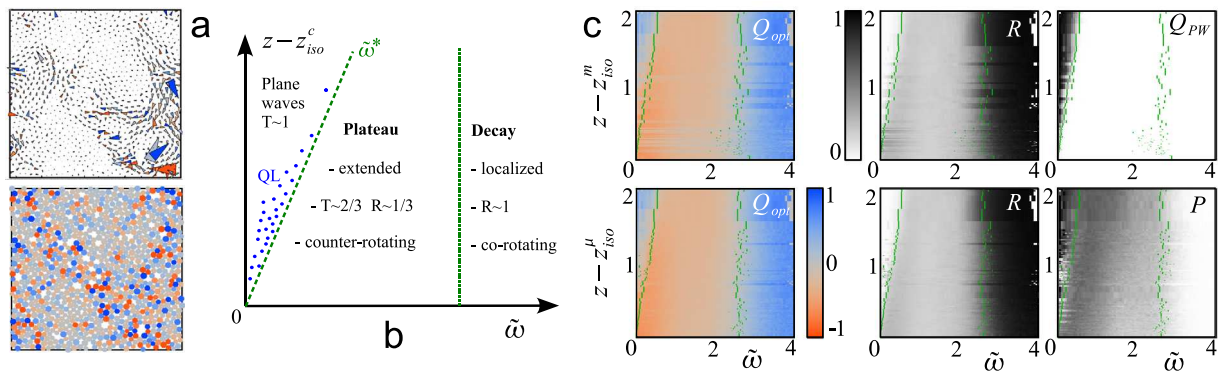 a
z − z^c_iso
ω̃*
Plane
waves
T~1
Plateau
Decay
QL
- extended
- localized
- T~2/3 R~1/3
- R~1
- counter-rotating
- co-rotating
0
b
ω̃
c
2
Q_opt
1
z − z^m_iso
0
0
2
4
2
1
0
R
0
2
4
Q_PW
0
2
4
2
Q_opt
1
z − z^μ_iso
0
0
2
4
ω̃
1
0
-1
2
1
0
R
0
2
4
ω̃
P
0
2
4
ω̃